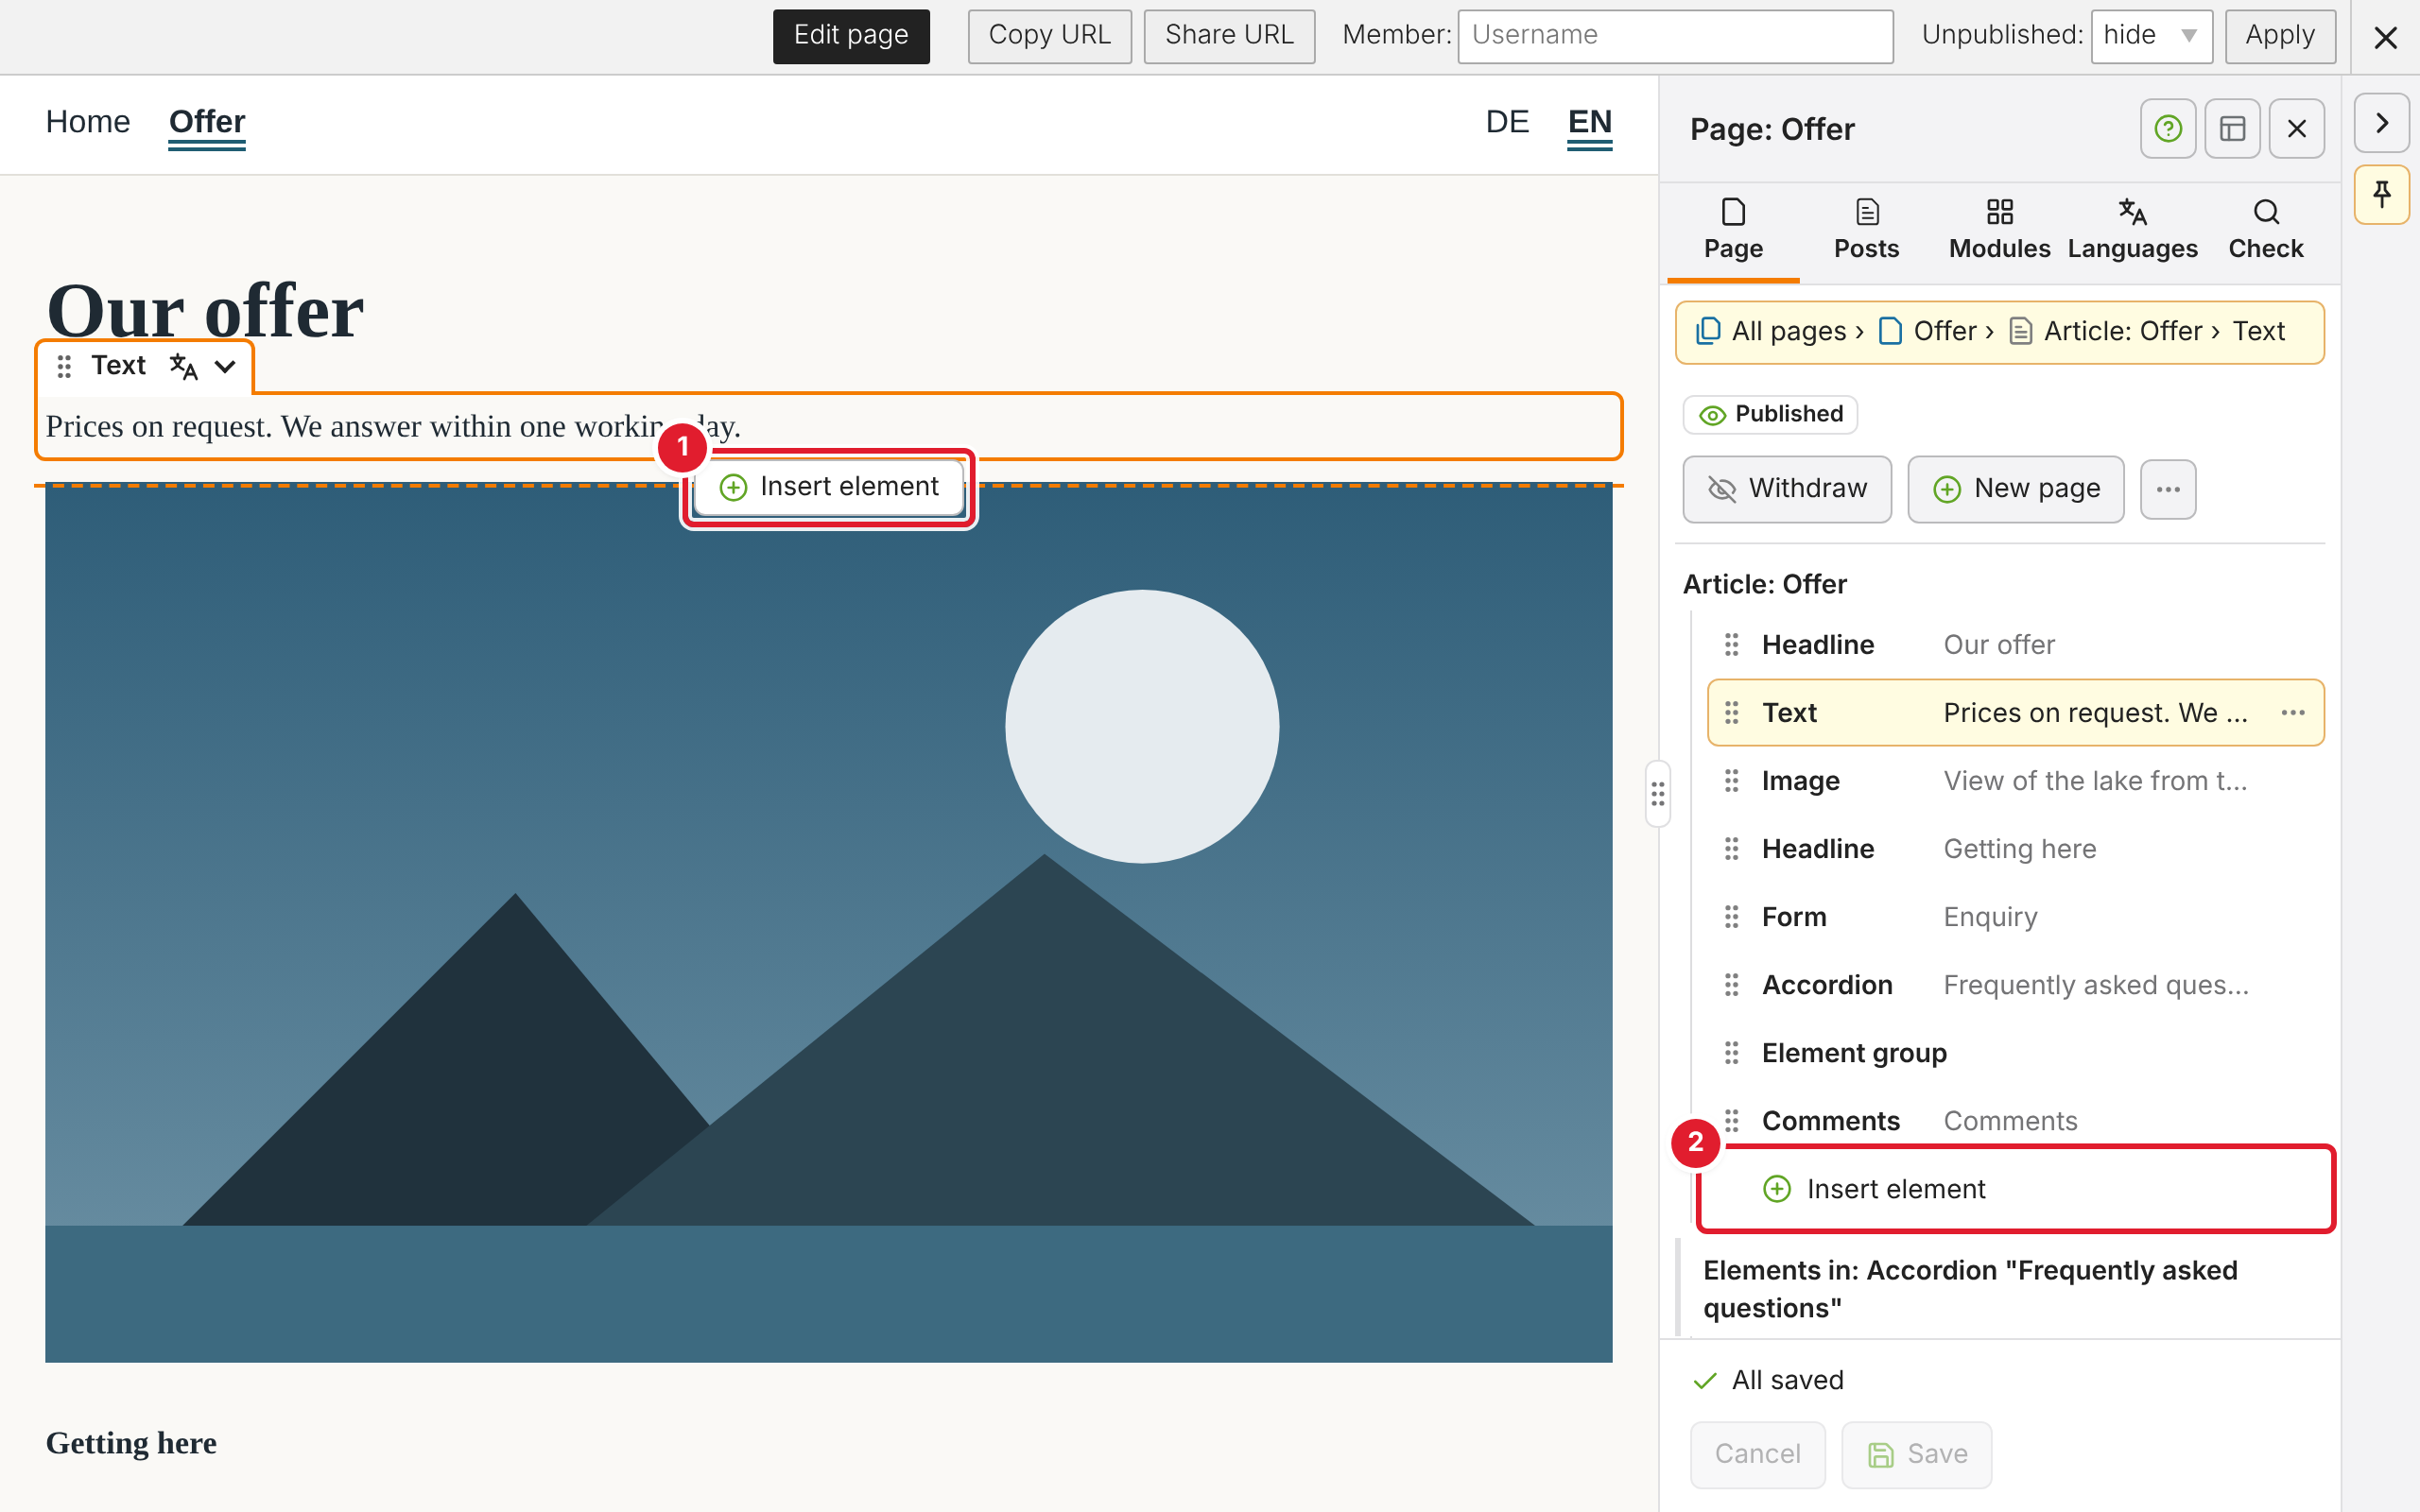 Edit page
Copy URL
Share URL
Member:
Username
Unpublished:
hide
Apply
Home
Offer
DE
EN
Our offer
Text
Prices on request. We answer within one workin
ay.
1
Insert element
Getting here
Page: Offer
Page
Posts
Modules
Languages
Check
All pages › Offer › Article: Offer › Text
Published
Withdraw
New page
Article: Offer
Headline Our offer
Text Prices on request. We ...
Image View of the lake from t...
Headline Getting here
Form Enquiry
Accordion Frequently asked ques...
Element group
Comments Comments
2
Insert element
Elements in: Accordion "Frequently asked
questions"
All saved
Cancel
Save